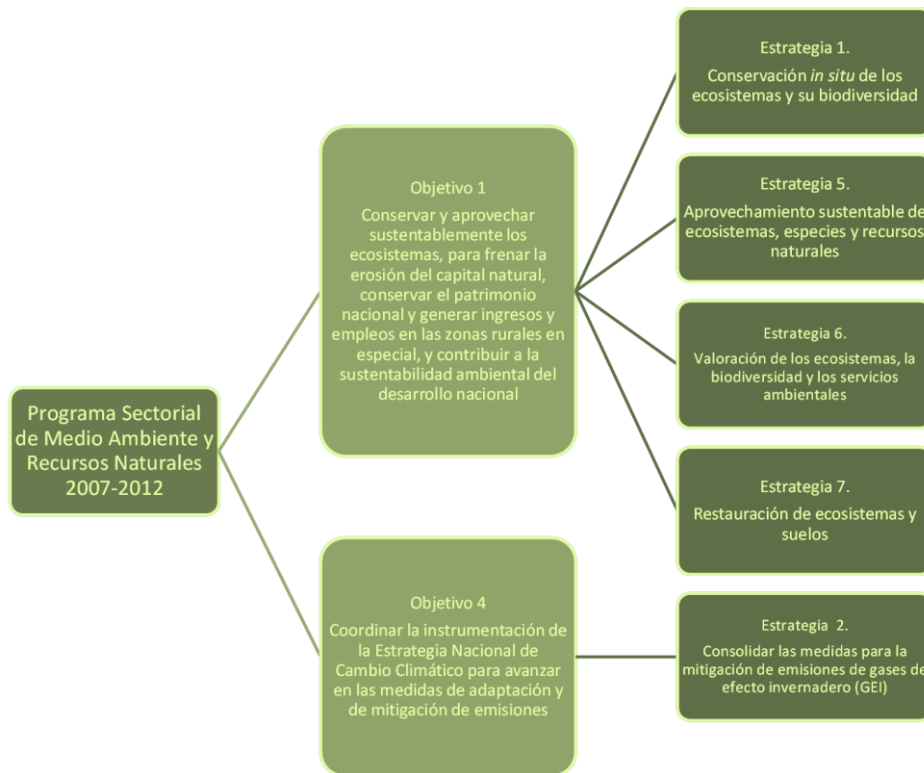 Programa Sectorial
de Medio Ambiente y
Recursos Naturales
2007-2012
Objetivo 1
Conservar y aprovechar
sustentablemente los
ecosistemas, para frenar la
erosión del capital natural,
conservar el patrimonio
nacional y generar ingresos y
empleos en las zonas rurales en
especial, y contribuir a la
sustentabilidad ambiental del
desarrollo nacional
Estrategia 1.
Conservación in situ de los
ecosistemas y su biodiversidad
Estrategia 5.
Aprovechamiento sustentable de
ecosistemas, especies y recursos
naturales
Estrategia 6.
Valoración de los ecosistemas, la
biodiversidad y los servicios
ambientales
Estrategia 7.
Restauración de ecosistemas y
suelos
Objetivo 4
Coordinar la instrumentación de
la Estrategia Nacional de
Cambio Climático para avanzar
en las medidas de adaptación y
de mitigación de emisiones
Estrategia 2.
Consolidar las medidas para la
mitigación de emisiones de gases de
efecto invernadero (GEI)